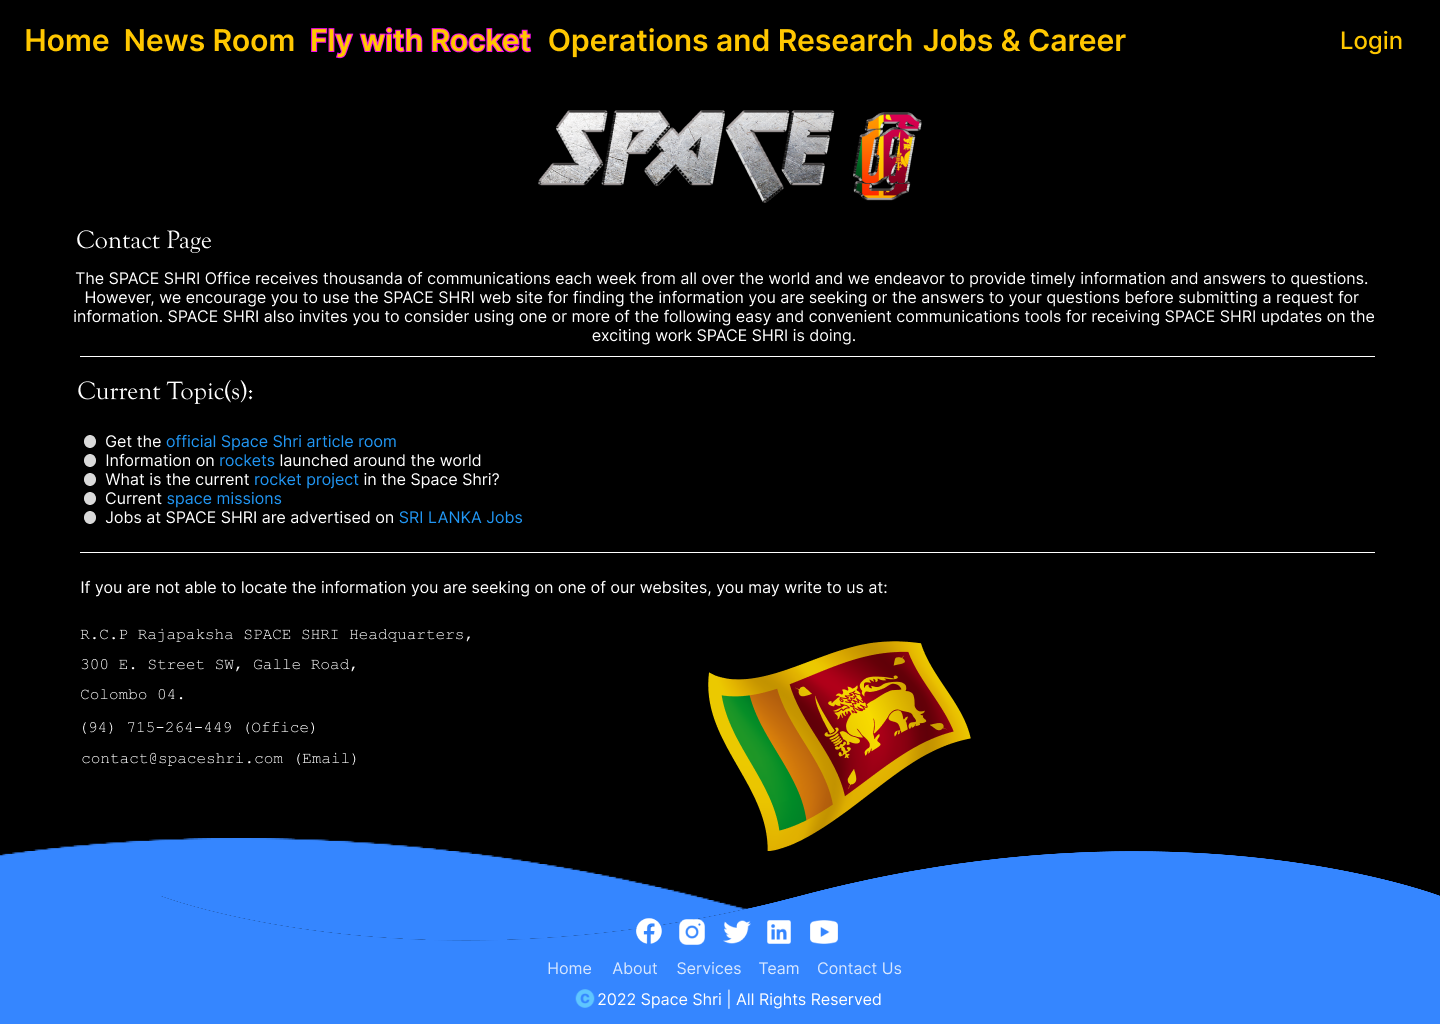 Home News Room Fly with Rocket Operations and Research Jobs & Career Login
SPACE
Contact Page
The SPACE SHRI Office receives thousanda of communications each week from all over the world and we endeavor to provide timely information and answers to questions.
However, we encourage you to use the SPACE SHRI web site for finding the information you are seeking or the answers to your questions before submitting a request for
information. SPACE SHRI also invites you to consider using one or more of the following easy and convenient communications tools for receiving SPACE SHRI updates on the
exciting work SPACE SHRI is doing.
Current Topic(s):
Get the official Space Shri article room
Information on rockets launched around the world
What is the current rocket project in the Space Shri?
Current space missions
Jobs at SPACE SHRI are advertised on SRI LANKA Jobs
If you are not able to locate the information you are seeking on one of our websites, you may write to us at:
R.C.P Rajapaksha SPACE SHRI Headquarters,
300 E. Street SW, Galle Road,
Colombo 04.
(94) 715-264-449 (Office)
contact@spaceshri.com (Email)
Home About Services Team Contact Us
© 2022 Space Shri | All Rights Reserved